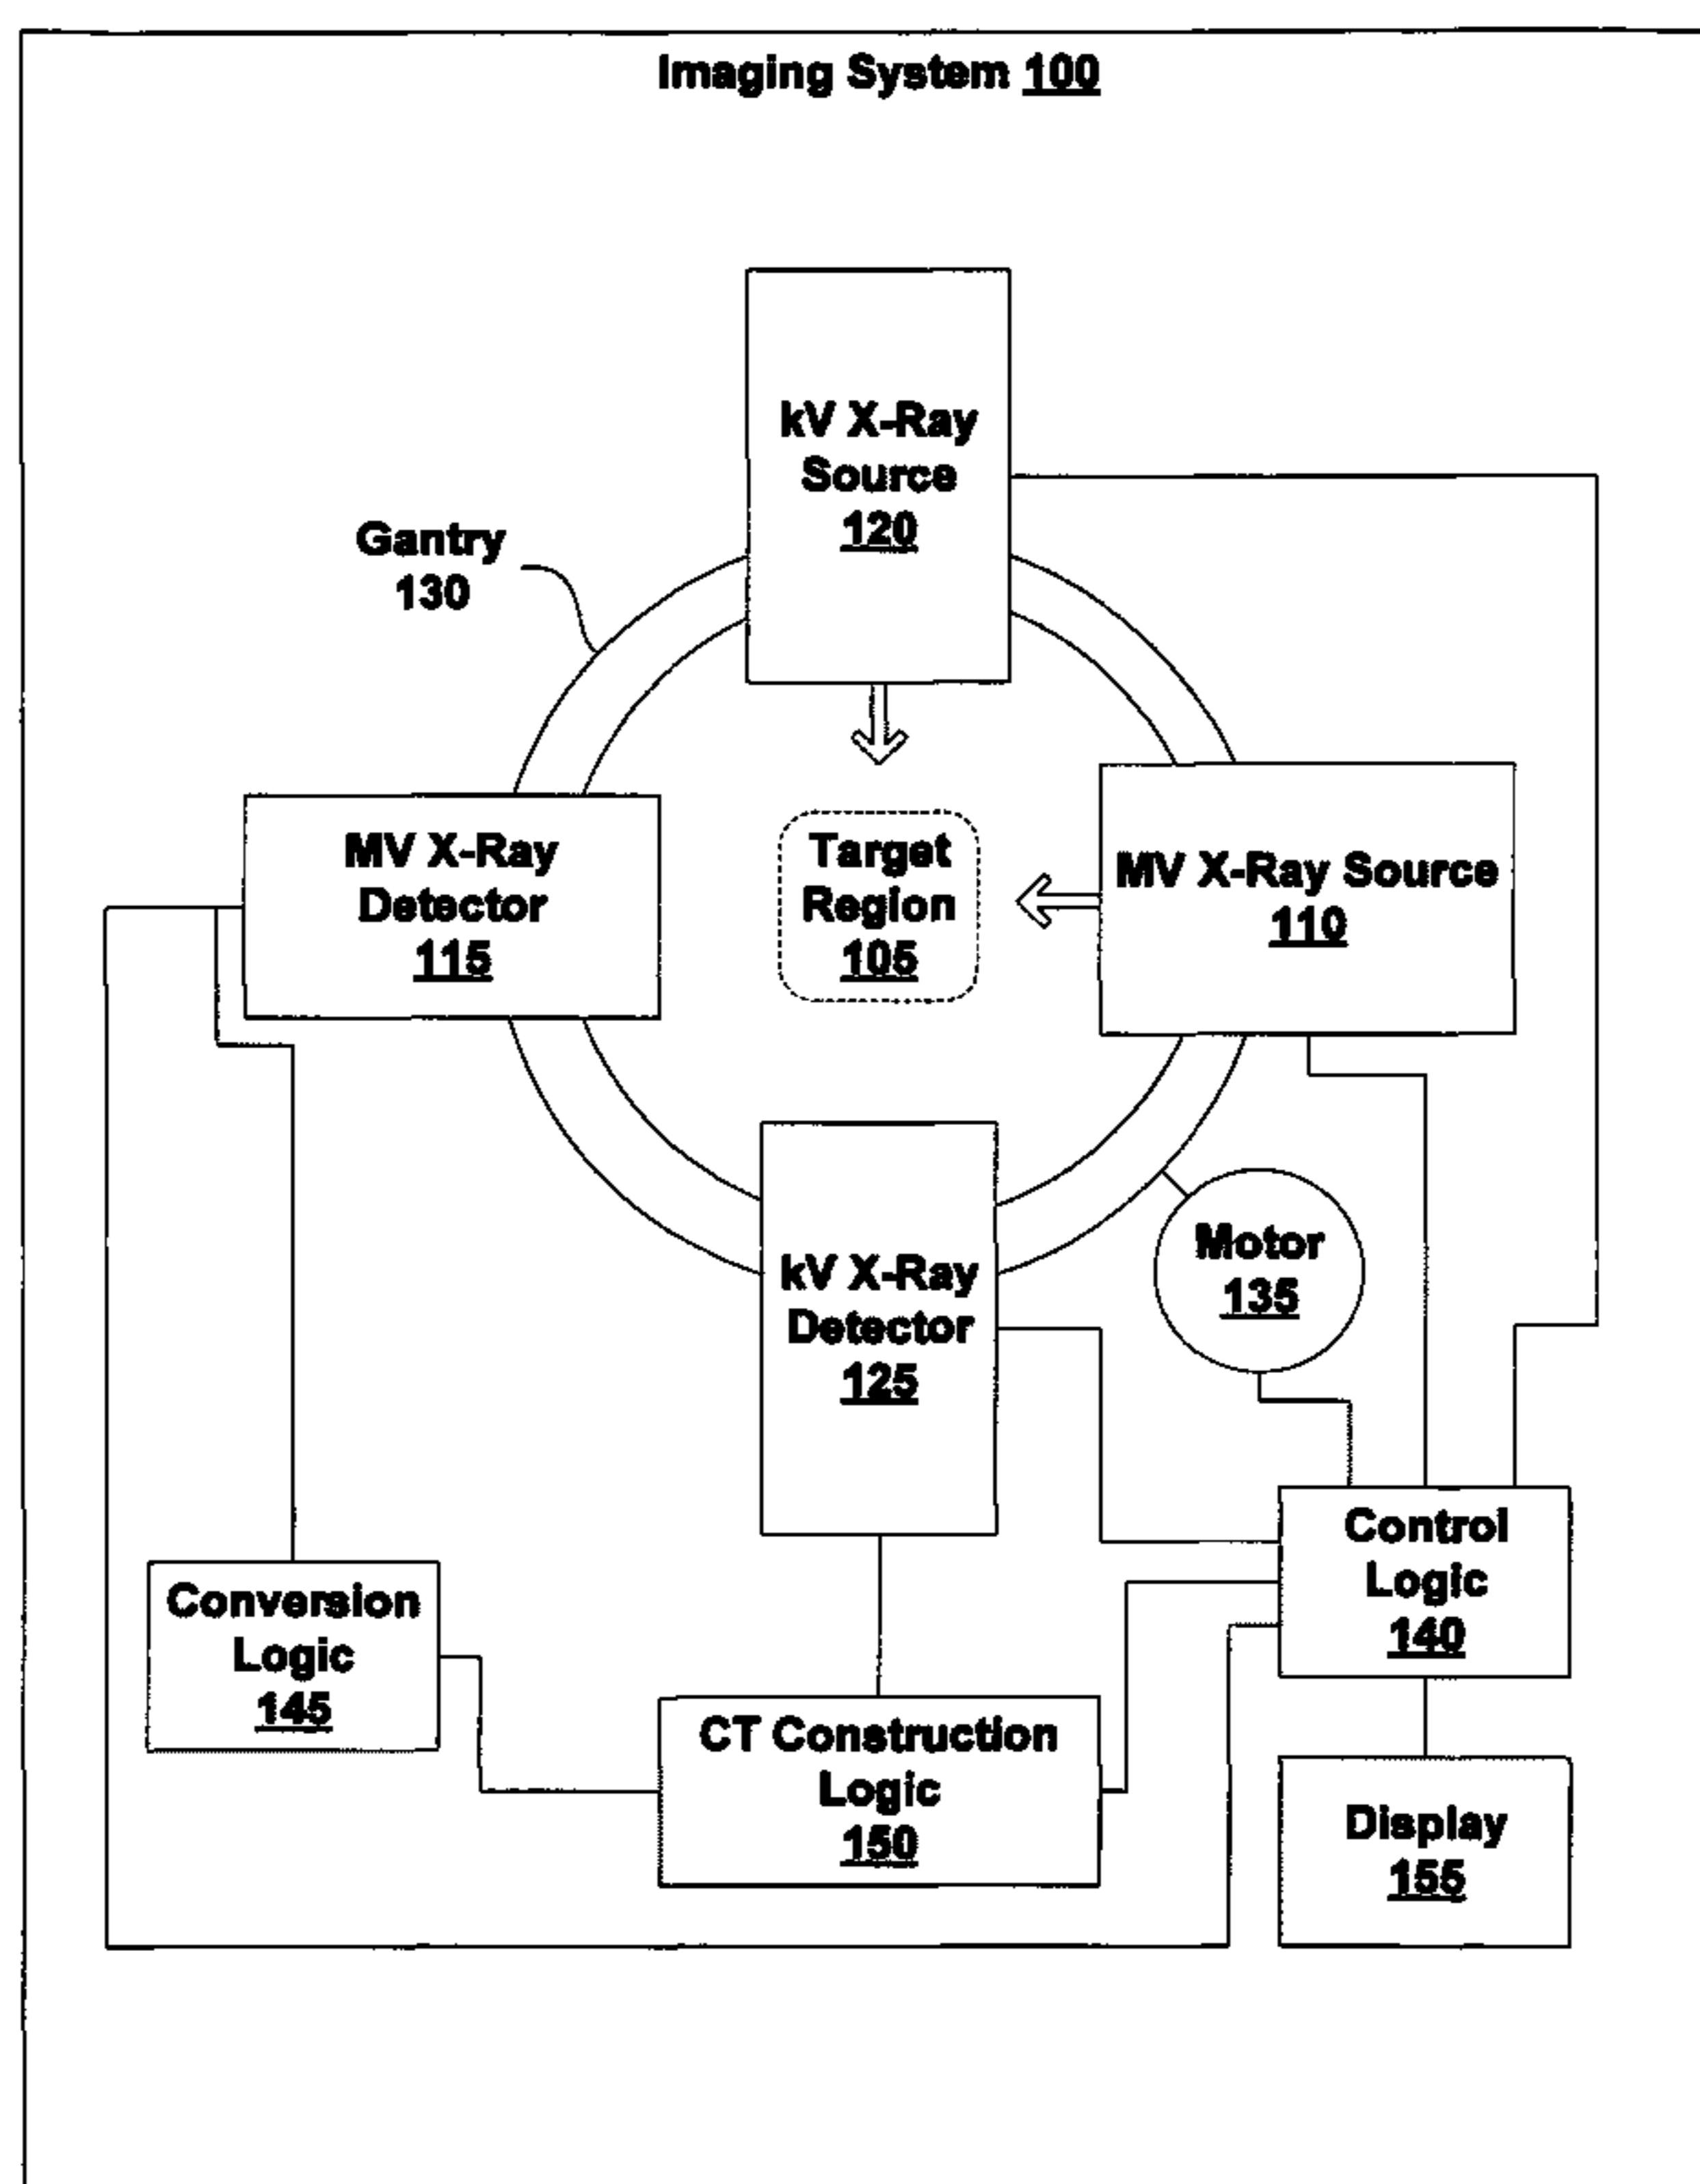 Imaging System 100
kV X-Ray
Source
120
Gantry
130
MV X-Ray
Detector
115
Target
Region
105
MV X-Ray Source
110
kV X-Ray
Detector
125
Motor
135
Control
Logic
140
Conversion
Logic
145
CT Construction
Logic
150
Display
155